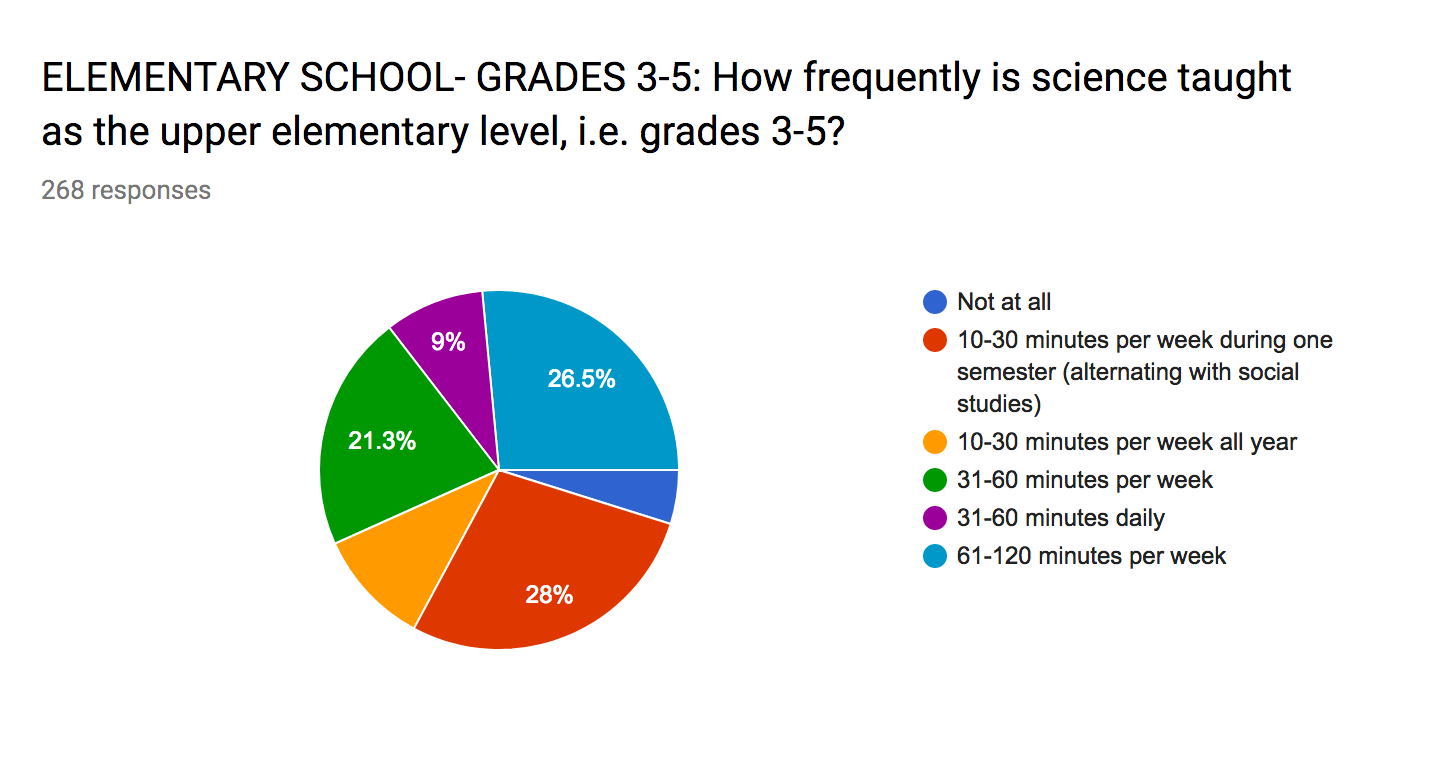 ELEMENTARY SCHOOL- GRADES 3-5: How frequently is science taught
as the upper elementary level, i.e. grades 3-5?
268 responses
9%
26.5%
21.3%
28%
Not at all
10-30 minutes per week during one
semester (alternating with social
studies)
10-30 minutes per week all year
31-60 minutes per week
31-60 minutes daily
61-120 minutes per week